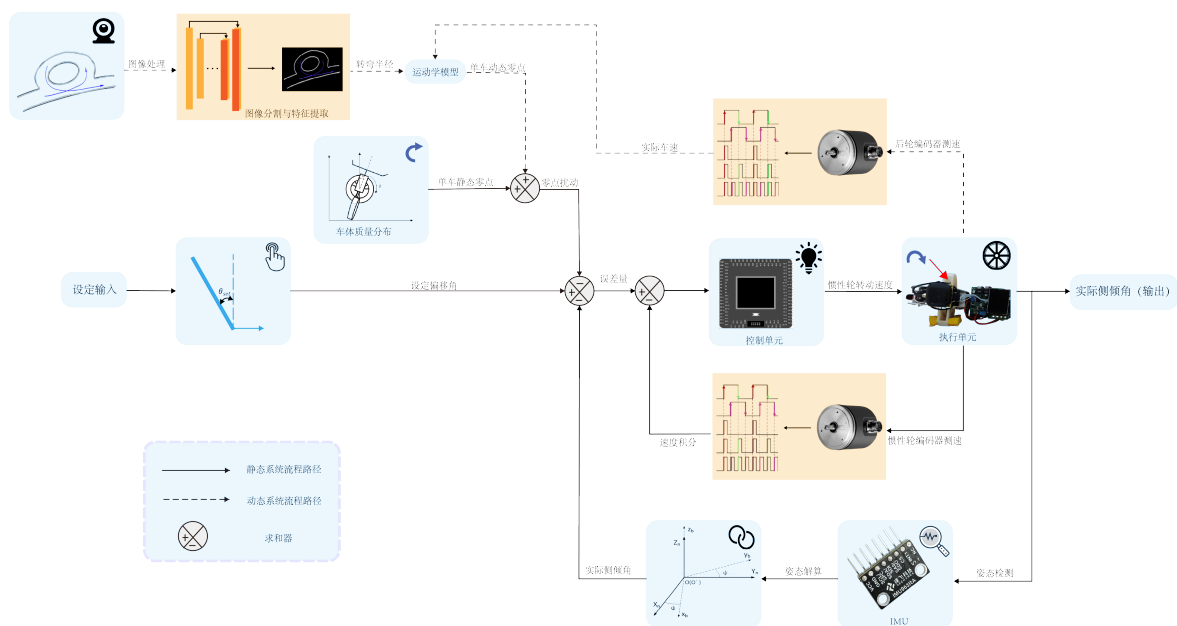 图像处理
图像分割与特征提取
转弯半径
运动学模型
单车动态零点
实际车速
后轮编码器测速
车体质量分布
单车静态零点
零点扰动
设定输入
θset
设定偏移角
误差量
控制单元
惯性轮转动速度
执行单元
实际侧倾角（输出）
速度积分
惯性轮编码器测速
静态系统流程路径
动态系统流程路径
求和器
实际侧倾角
Zn
zb
Yb
Yn
O(O')
Xn
xb
姿态解算
IMU
姿态检测